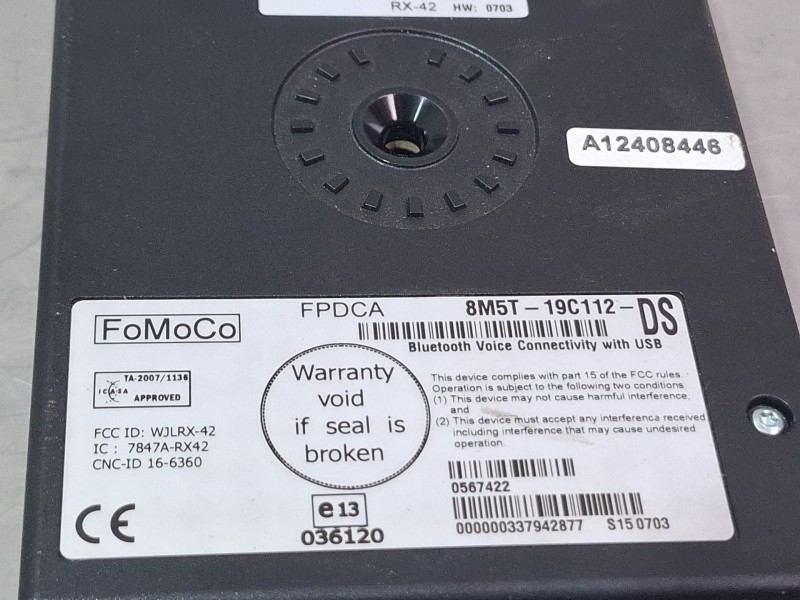 RX-42 HW: 0703
A12408446
FPDCA 8M5T-19C112-DS
FoMoCo
Bluetooth Voice Connectivity with USB
TA-2007/1136
ICASA APPROVED
Warranty
void
if seal is
broken
This device complies with part 15 of the FCC rules.
Operation is subject to the following two conditions
(1) This device may not cause harmful interference,
and
(2) This device must accept any interference received
including interference that may cause undesired
operation.
FCC ID: WJLRX-42
IC : 7847A-RX42
CNC-ID 16-6360
0567422
CE
e13
036120
000000337942877 S15 0703